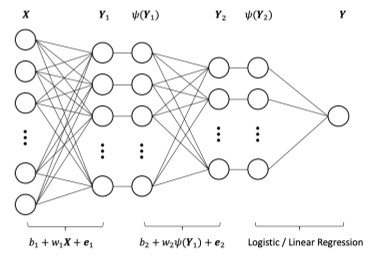 X Y₁ ψ(Y₁) Y₂ ψ(Y₂) Y
b₁ + w₁X + e₁ b₂ + w₂ψ(Y₁) + e₂ Logistic / Linear Regression